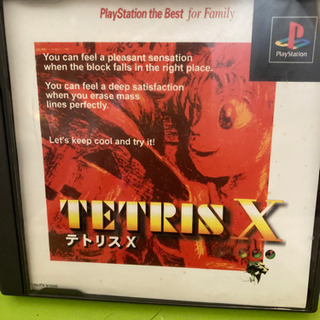 PlayStation the Best for Family
PlayStation
You can feel a pleasant sensation
when the block falls in the right place.
You can feel a deep satisfaction
when you erase mass
lines perfectly.
Let's keep cool and try it!
TETRIS X
テトリス X